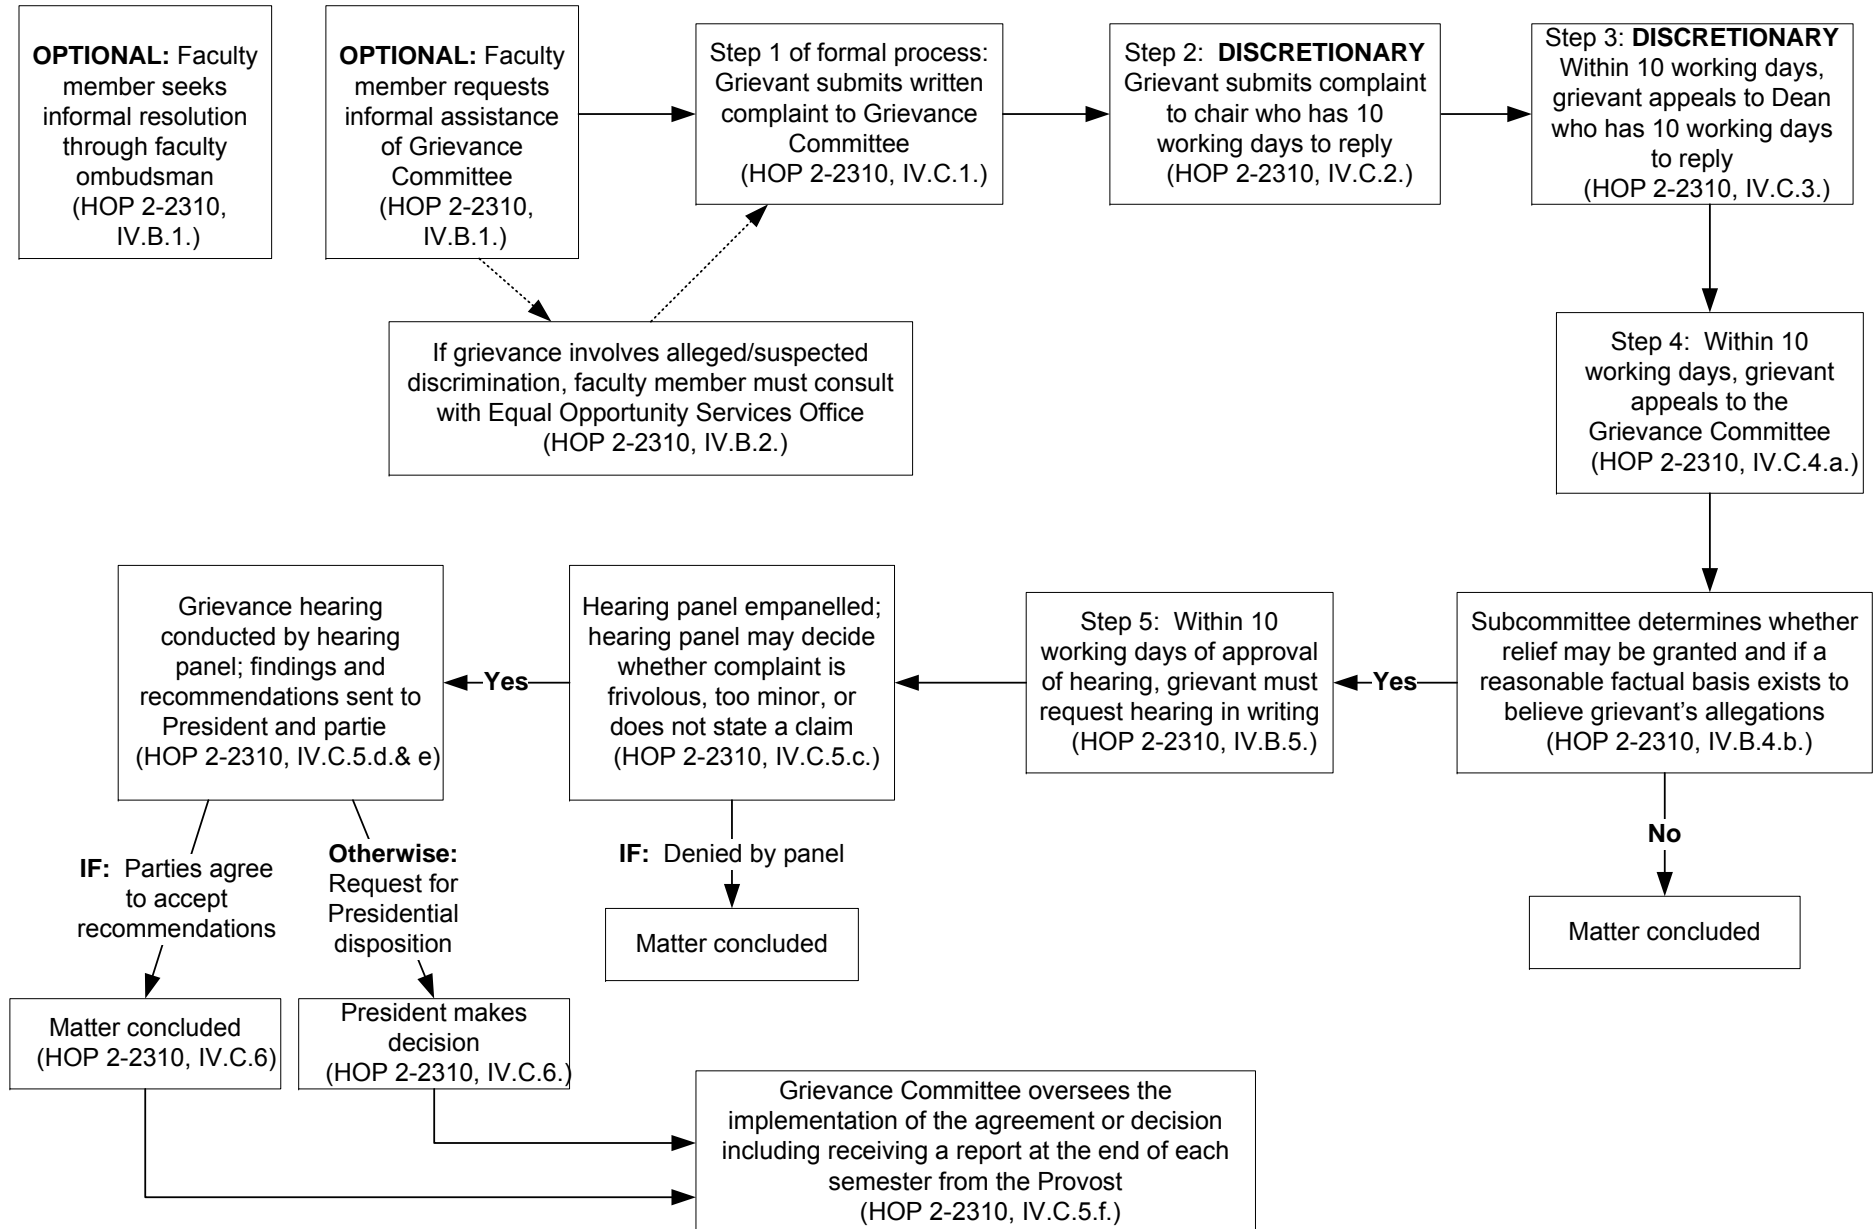 OPTIONAL: Faculty
member seeks
informal resolution
through faculty
ombudsman
(HOP 2-2310,
IV.B.1.)
OPTIONAL: Faculty
member requests
informal assistance
of Grievance
Committee
(HOP 2-2310,
IV.B.1.)
Step 1 of formal process:
Grievant submits written
complaint to Grievance
Committee
(HOP 2-2310, IV.C.1.)
Step 2: DISCRETIONARY
Grievant submits complaint
to chair who has 10
working days to reply
(HOP 2-2310, IV.C.2.)
Step 3: DISCRETIONARY
Within 10 working days,
grievant appeals to Dean
who has 10 working days
to reply
(HOP 2-2310, IV.C.3.)
If grievance involves alleged/suspected
discrimination, faculty member must consult
with Equal Opportunity Services Office
(HOP 2-2310, IV.B.2.)
Step 4: Within 10
working days, grievant
appeals to the
Grievance Committee
(HOP 2-2310, IV.C.4.a.)
Subcommittee determines whether
relief may be granted and if a
reasonable factual basis exists to
believe grievant’s allegations
(HOP 2-2310, IV.B.4.b.)
Yes
No
Matter concluded
Step 5: Within 10
working days of approval
of hearing, grievant must
request hearing in writing
(HOP 2-2310, IV.B.5.)
Hearing panel empanelled;
hearing panel may decide
whether complaint is
frivolous, too minor, or
does not state a claim
(HOP 2-2310, IV.C.5.c.)
Yes
IF: Denied by panel
Matter concluded
Grievance hearing
conducted by hearing
panel; findings and
recommendations sent to
President and partie
(HOP 2-2310, IV.C.5.d.& e)
IF: Parties agree
to accept
recommendations
Otherwise:
Request for
Presidential
disposition
Matter concluded
(HOP 2-2310, IV.C.6)
President makes
decision
(HOP 2-2310, IV.C.6.)
Grievance Committee oversees the
implementation of the agreement or decision
including receiving a report at the end of each
semester from the Provost
(HOP 2-2310, IV.C.5.f.)